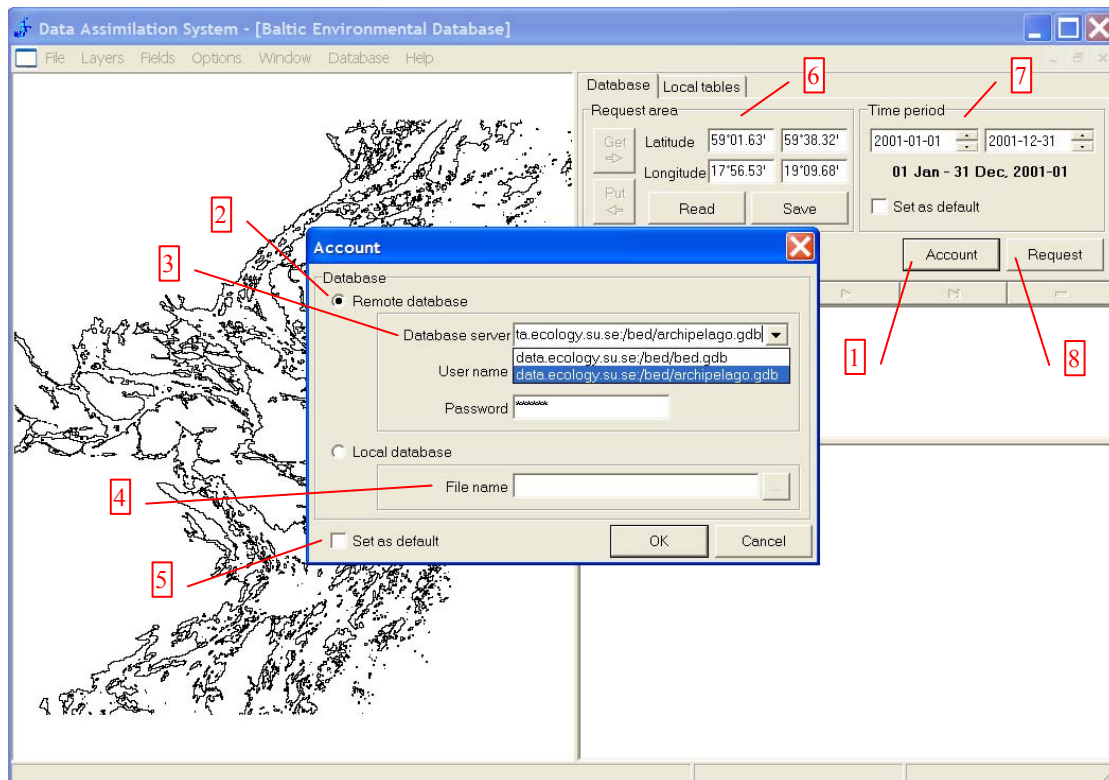 Data Assimilation System - [Baltic Environmental Database]
File Layers Fields Options Window Database Help
Database Local tables
6
7
Request area
Time period
Get
Latitude 59°01.63' 59°38.32'
2001-01-01 2001-12-31
Longitude 17°56.53' 19°09.68'
01 Jan - 31 Dec, 2001-01
Put
Read Save
Set as default
2
Account
3
Account Request
Database
Remote database
Database server ta.ecology.su.se:/bed/archipelago.gdb
1
8
data.ecology.su.se:/bed/bed.gdb
User name data.ecology.su.se:/bed/archipelago.gdb
Password ******
Local database
4
File name
...
5
Set as default
OK Cancel